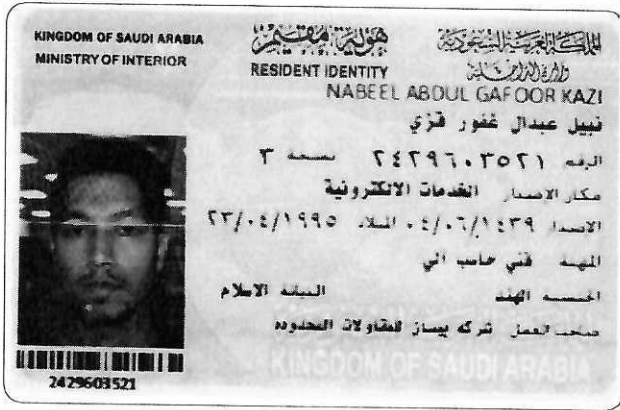 KINGDOM OF SAUDI ARABIA
MINISTRY OF INTERIOR
هوية مقيم
RESIDENT IDENTITY
المملكة العربية السعودية
وزارة الداخلية
NABEEL ABDUL GAFOOR KAZI
نبيل عبدال غفور قزي
الرقم ٢٤٢٩٦٠٣٥٢١ نسخة ٣
مكان الاصدار الخدمات الالكترونية
الاصدار ٠٤/٠٦/١٤٣٩ الميلاد ٢٣/٠٤/١٩٩٥
المهنة فني حاسب الي
الجنسية الهند الديانة الاسلام
صاحب العمل شركه بيساز للمقاولات المحدوده
KINGDOM OF SAUDI ARABIA
2429603521